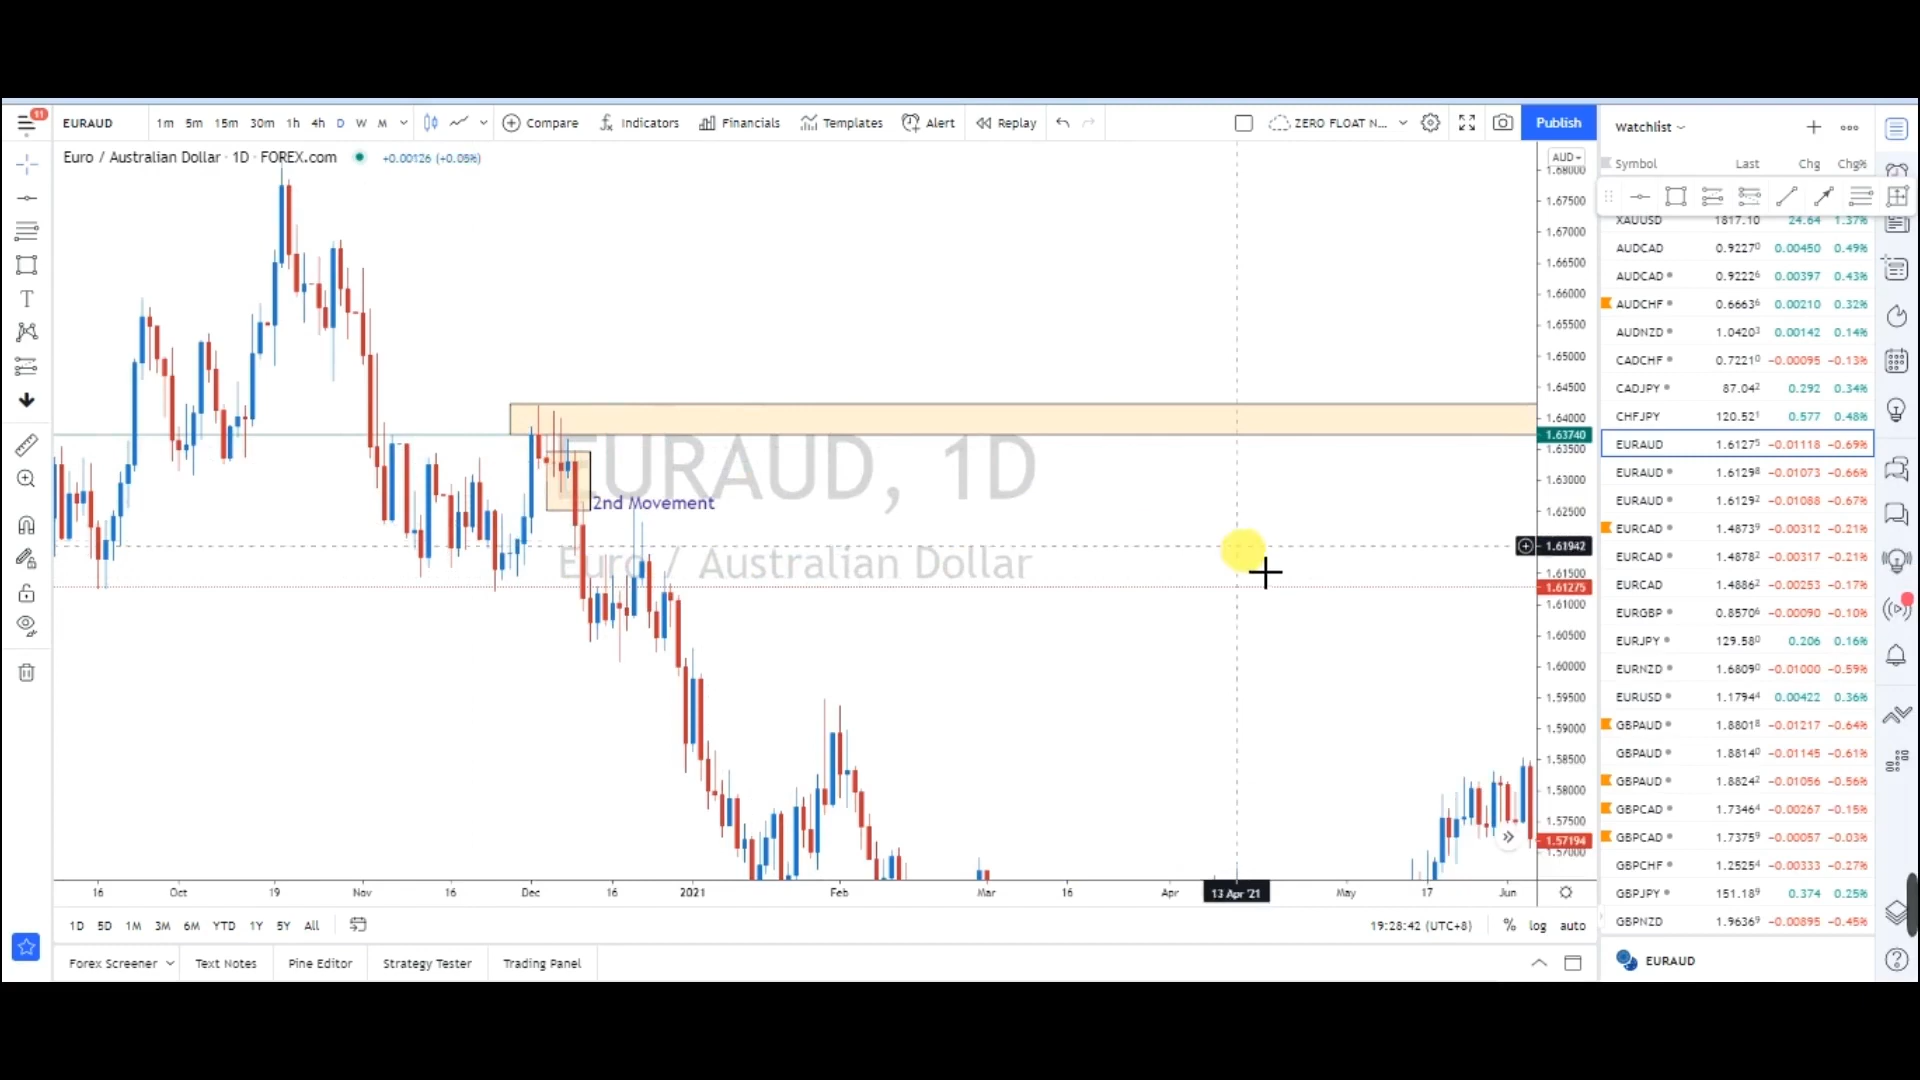 11
EURAUD 1m 5m 15m 30m 1h 4h D W M Compare Indicators Financials Templates Alert Replay ZERO FLOAT N... Publish
Euro / Australian Dollar · 1D · FOREX.com +0.00126 (+0.05%)
AUD
1.68000
1.67500
1.67000
1.66500
1.66000
1.65500
1.65000
1.64500
1.64000
1.63740
1.63500
1.63000
1.62500
1.61942
1.61500
1.61275
1.61000
1.60500
1.60000
1.59500
1.59000
1.58500
1.58000
1.57500
1.57194
1.57000
EURAUD, 1D
2nd Movement
Euro / Australian Dollar
16 Oct 19 Nov 16 Dec 16 2021 Feb Mar 16 Apr 13 Apr '21 May 17 Jun
1D 5D 1M 3M 6M YTD 1Y 5Y All 19:28:42 (UTC+8) % log auto
Forex Screener Text Notes Pine Editor Strategy Tester Trading Panel
Watchlist
Symbol Last Chg Chg%
XAUUSD 1817.10 24.64 1.37%
AUDCAD 0.92270 0.00450 0.49%
AUDCAD 0.92226 0.00397 0.43%
AUDCHF 0.66636 0.00210 0.32%
AUDNZD 1.04203 0.00142 0.14%
CADCHF 0.72210 -0.00095 -0.13%
CADJPY 87.042 0.292 0.34%
CHFJPY 120.521 0.577 0.48%
EURAUD 1.61275 -0.01118 -0.69%
EURAUD 1.61298 -0.01073 -0.66%
EURAUD 1.61292 -0.01088 -0.67%
EURCAD 1.48739 -0.00312 -0.21%
EURCAD 1.48782 -0.00317 -0.21%
EURCAD 1.48862 -0.00253 -0.17%
EURGBP 0.85706 -0.00090 -0.10%
EURJPY 129.580 0.206 0.16%
EURNZD 1.68090 -0.01000 -0.59%
EURUSD 1.17944 0.00422 0.36%
GBPAUD 1.88018 -0.01217 -0.64%
GBPAUD 1.88140 -0.01145 -0.61%
GBPAUD 1.88242 -0.01056 -0.56%
GBPCAD 1.73464 -0.00267 -0.15%
GBPCAD 1.73759 -0.00057 -0.03%
GBPCHF 1.25254 -0.00333 -0.27%
GBPJPY 151.189 0.374 0.25%
GBPNZD 1.96369 -0.00895 -0.45%
EURAUD